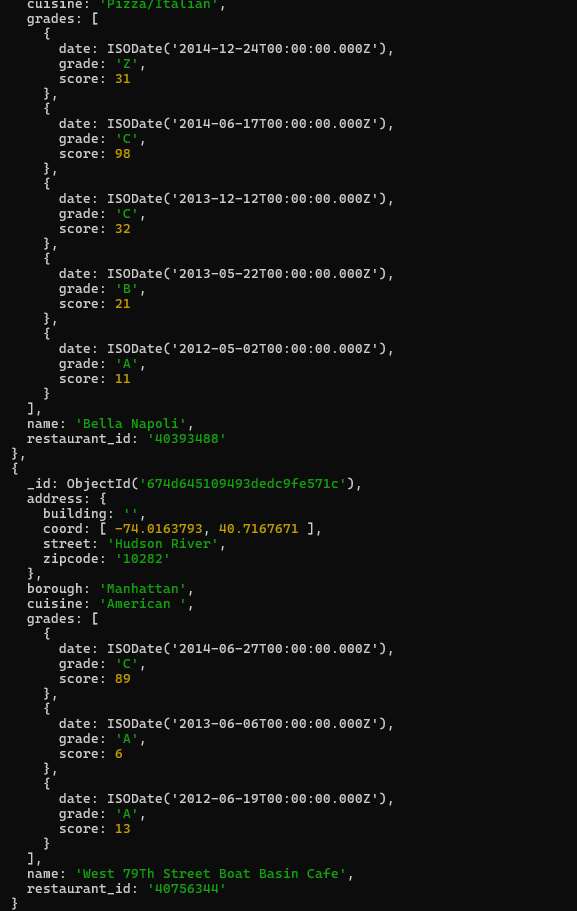 cuisine: 'Pizza/Italian',
grades: [
{
date: ISODate('2014-12-24T00:00:00.000Z'),
grade: 'Z',
score: 31
},
{
date: ISODate('2014-06-17T00:00:00.000Z'),
grade: 'C',
score: 98
},
{
date: ISODate('2013-12-12T00:00:00.000Z'),
grade: 'C',
score: 32
},
{
date: ISODate('2013-05-22T00:00:00.000Z'),
grade: 'B',
score: 21
},
{
date: ISODate('2012-05-02T00:00:00.000Z'),
grade: 'A',
score: 11
}
],
name: 'Bella Napoli',
restaurant_id: '40393488'
},
{
_id: ObjectId('674d645109493dedc9fe571c'),
address: {
building: '',
coord: [ -74.0163793, 40.7167671 ],
street: 'Hudson River',
zipcode: '10282'
},
borough: 'Manhattan',
cuisine: 'American ',
grades: [
{
date: ISODate('2014-06-27T00:00:00.000Z'),
grade: 'C',
score: 89
},
{
date: ISODate('2013-06-06T00:00:00.000Z'),
grade: 'A',
score: 6
},
{
date: ISODate('2012-06-19T00:00:00.000Z'),
grade: 'A',
score: 13
}
],
name: 'West 79Th Street Boat Basin Cafe',
restaurant_id: '40756344'
}